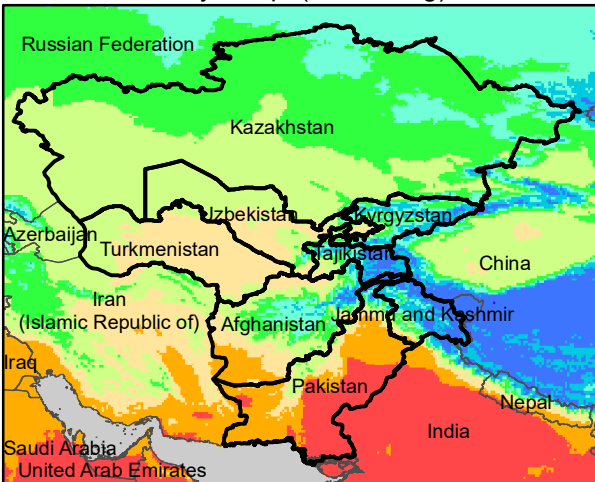 Russian Federation
Kazakhstan
Uzbekistan
Kyrgyzstan
Azerbaijan
Turkmenistan
Tajikistan
China
Iran
(Islamic Republic of)
Afghanistan
Jammu and Kashmir
Iraq
Pakistan
Nepal
India
Saudi Arabia
United Arab Emirates